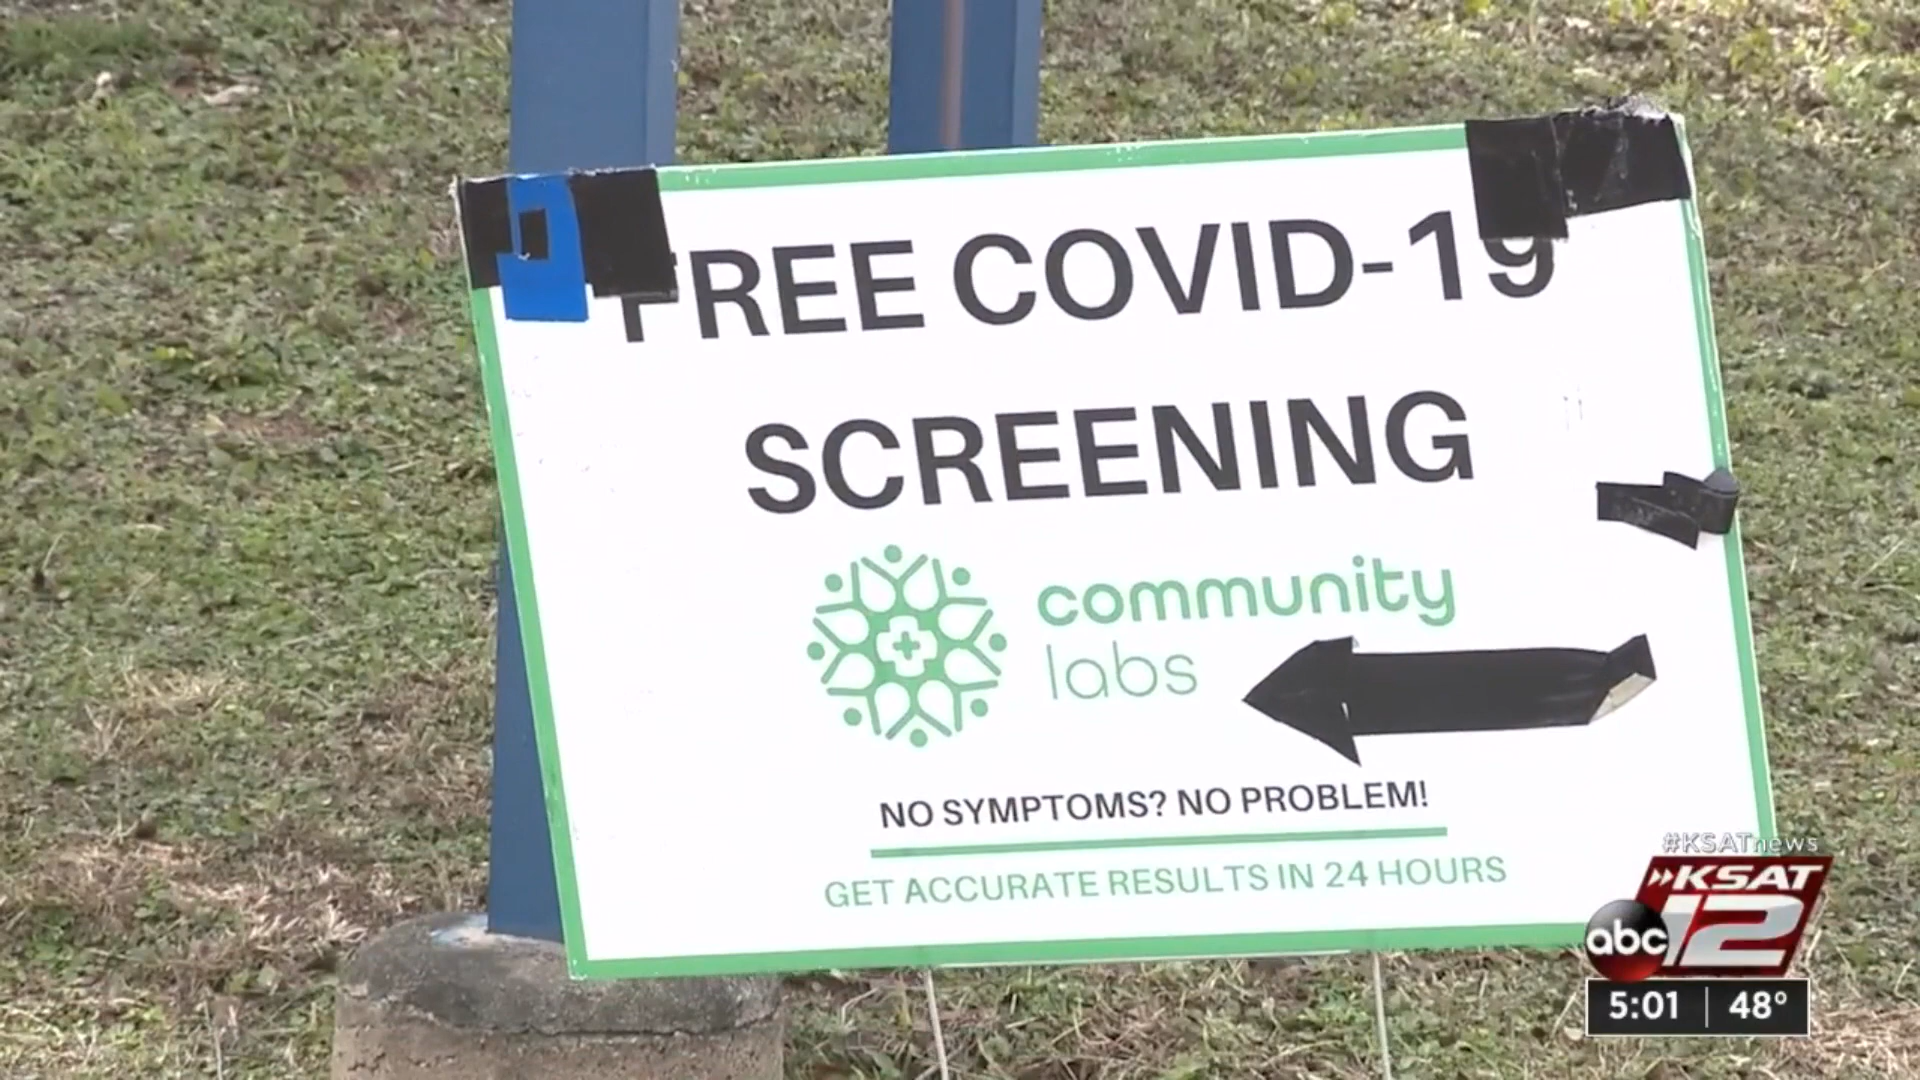 FREE COVID-19
SCREENING
community
labs
NO SYMPTOMS? NO PROBLEM!
GET ACCURATE RESULTS IN 24 HOURS
#KSATnews
KSAT
abc 12
5:01 48°